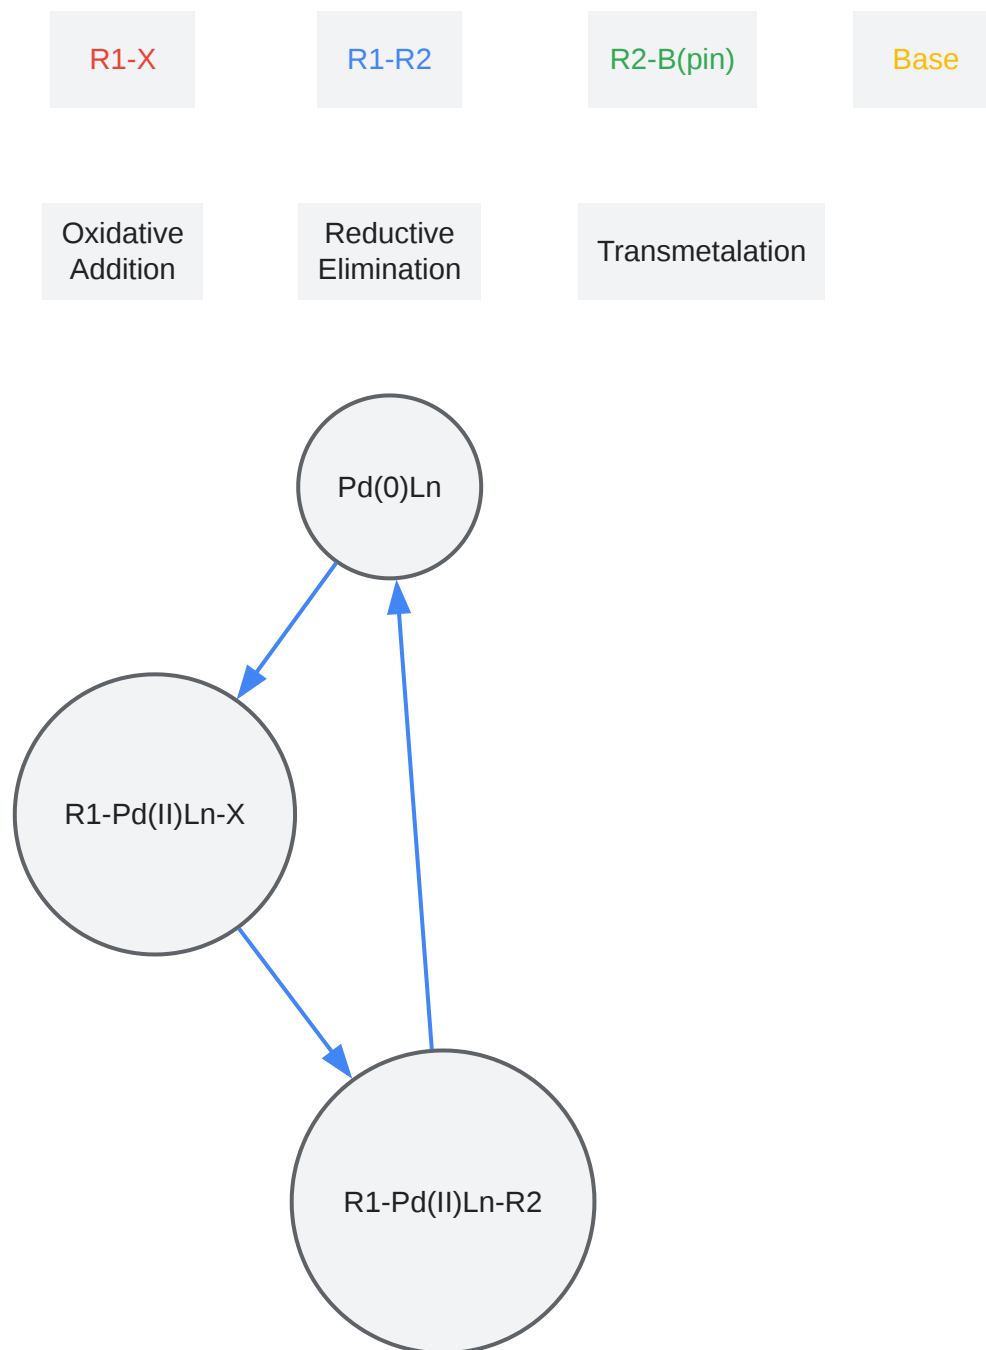 R1-X
R1-R2
R2-B(pin)
Base
Oxidative
Addition
Reductive
Elimination
Transmetalation
Pd(0)Ln
R1-Pd(II)Ln-X
R1-Pd(II)Ln-R2